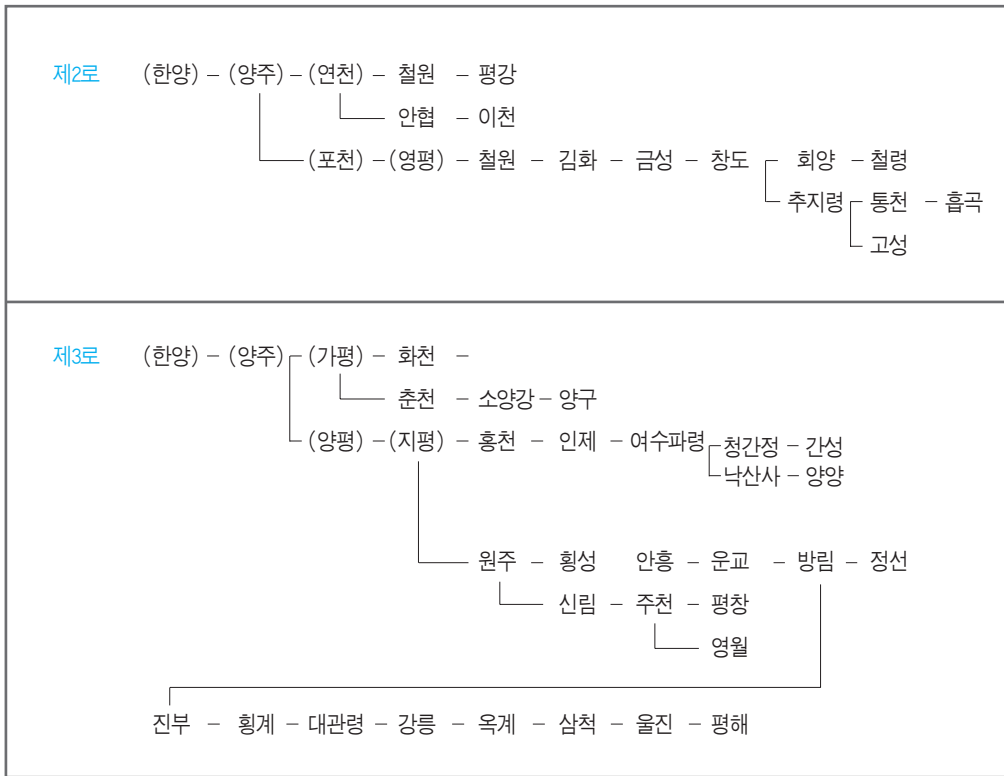 제2로 (한양) – (양주) – (연천) – 철원 – 평강
안협 – 이천
(포천) – (영평) – 철원 – 김화 – 금성 – 창도 회양 – 철령
추지령 통천 – 흡곡
고성
제3로 (한양) – (양주) (가평) – 화천 –
춘천 – 소양강 – 양구
(양평) – (지평) – 홍천 – 인제 – 여수파령 청간정 – 간성
낙산사 – 양양
원주 – 횡성 안흥 – 운교 – 방림 – 정선
신림 – 주천 – 평창
영월
진부 – 횡계 – 대관령 – 강릉 – 옥계 – 삼척 – 울진 – 평해